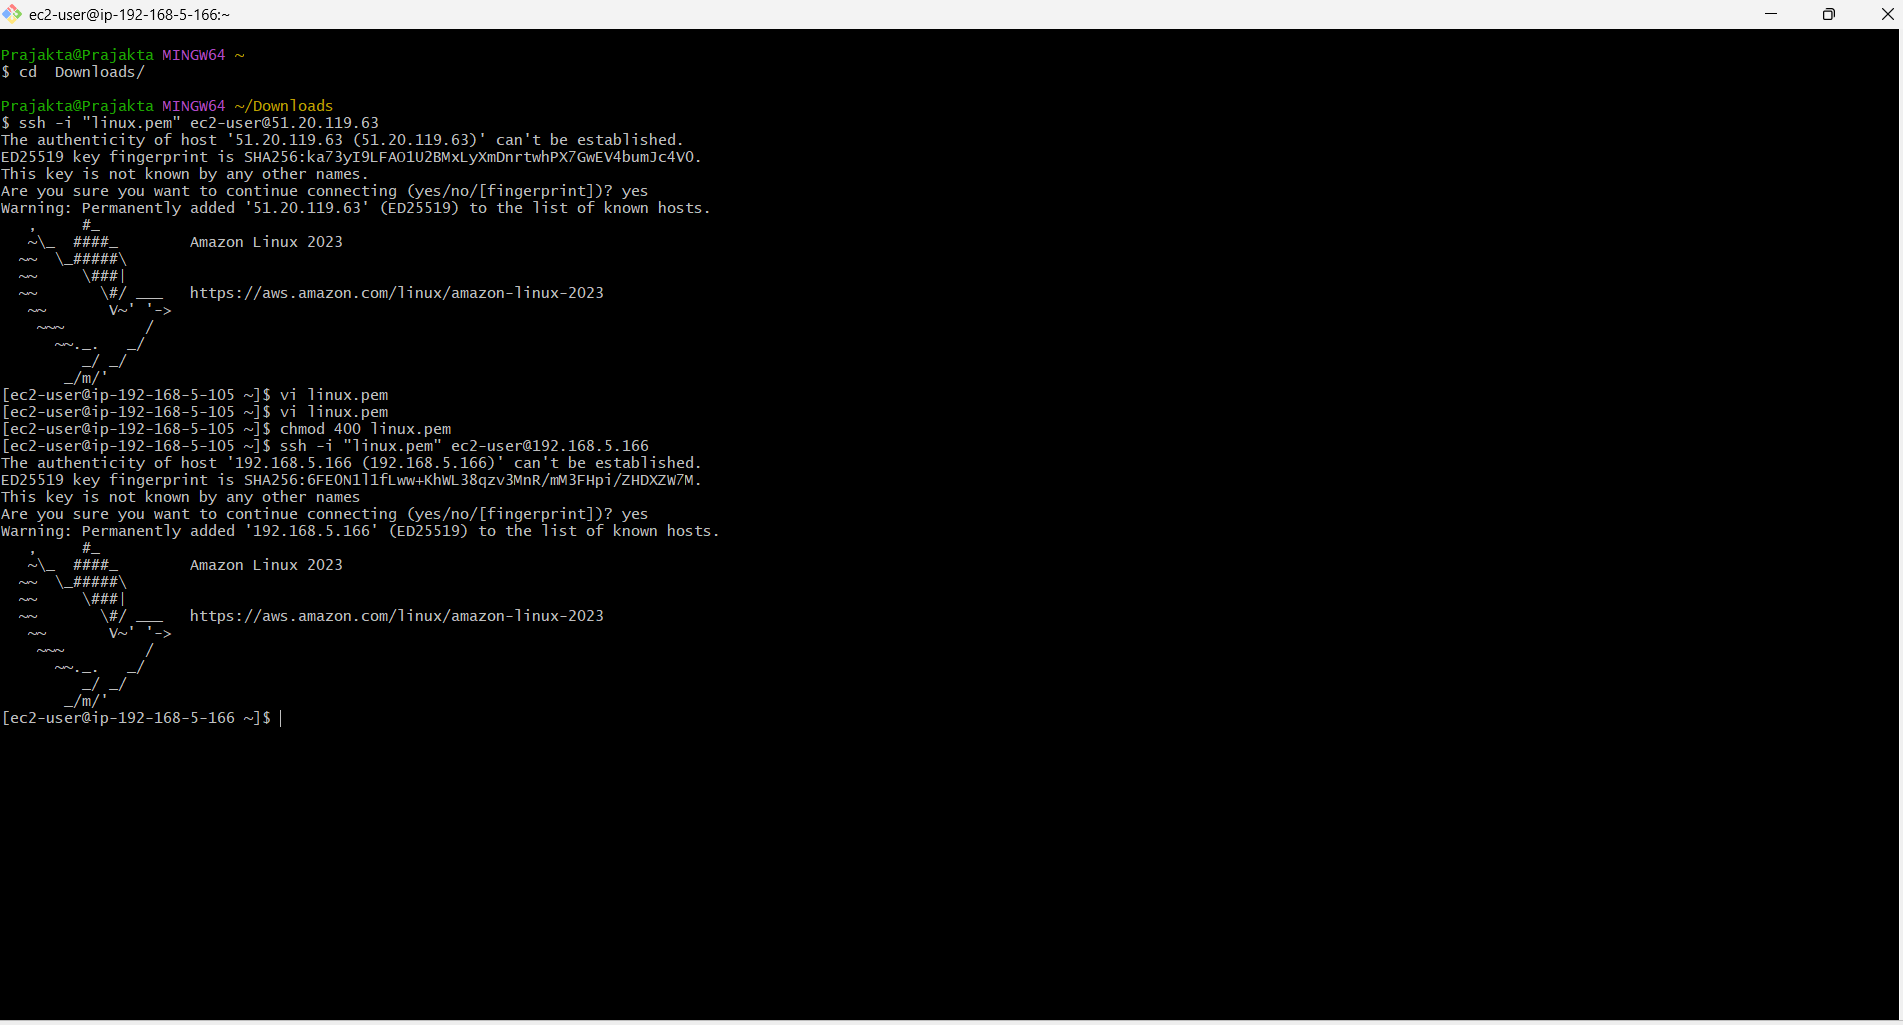 ec2-user@ip-192-168-5-166:~
Prajakta@Prajakta MINGW64 ~
$ cd  Downloads/
Prajakta@Prajakta MINGW64 ~/Downloads
$ ssh -i "linux.pem" ec2-user@51.20.119.63
The authenticity of host '51.20.119.63 (51.20.119.63)' can't be established.
ED25519 key fingerprint is SHA256:ka73yI9LFAO1U2BMxLyXmDnrtwhPX7GwEV4bumJc4V0.
This key is not known by any other names.
Are you sure you want to continue connecting (yes/no/[fingerprint])? yes
Warning: Permanently added '51.20.119.63' (ED25519) to the list of known hosts.
   ,     #_
   ~\_  ####_        Amazon Linux 2023
  ~~  \_#####\
  ~~     \###|
  ~~       \#/ ___   https://aws.amazon.com/linux/amazon-linux-2023
   ~~       V~' '->
    ~~~         /
      ~~._.   _/
         _/ _/
       _/m/'
[ec2-user@ip-192-168-5-105 ~]$ vi linux.pem
[ec2-user@ip-192-168-5-105 ~]$ vi linux.pem
[ec2-user@ip-192-168-5-105 ~]$ chmod 400 linux.pem
[ec2-user@ip-192-168-5-105 ~]$ ssh -i "linux.pem" ec2-user@192.168.5.166
The authenticity of host '192.168.5.166 (192.168.5.166)' can't be established.
ED25519 key fingerprint is SHA256:6FEON1l1fLww+KhWL38qzv3MnR/mM3FHpi/ZHDXZW7M.
This key is not known by any other names
Are you sure you want to continue connecting (yes/no/[fingerprint])? yes
Warning: Permanently added '192.168.5.166' (ED25519) to the list of known hosts.
   ,     #_
   ~\_  ####_        Amazon Linux 2023
  ~~  \_#####\
  ~~     \###|
  ~~       \#/ ___   https://aws.amazon.com/linux/amazon-linux-2023
   ~~       V~' '->
    ~~~         /
      ~~._.   _/
         _/ _/
       _/m/'
[ec2-user@ip-192-168-5-166 ~]$